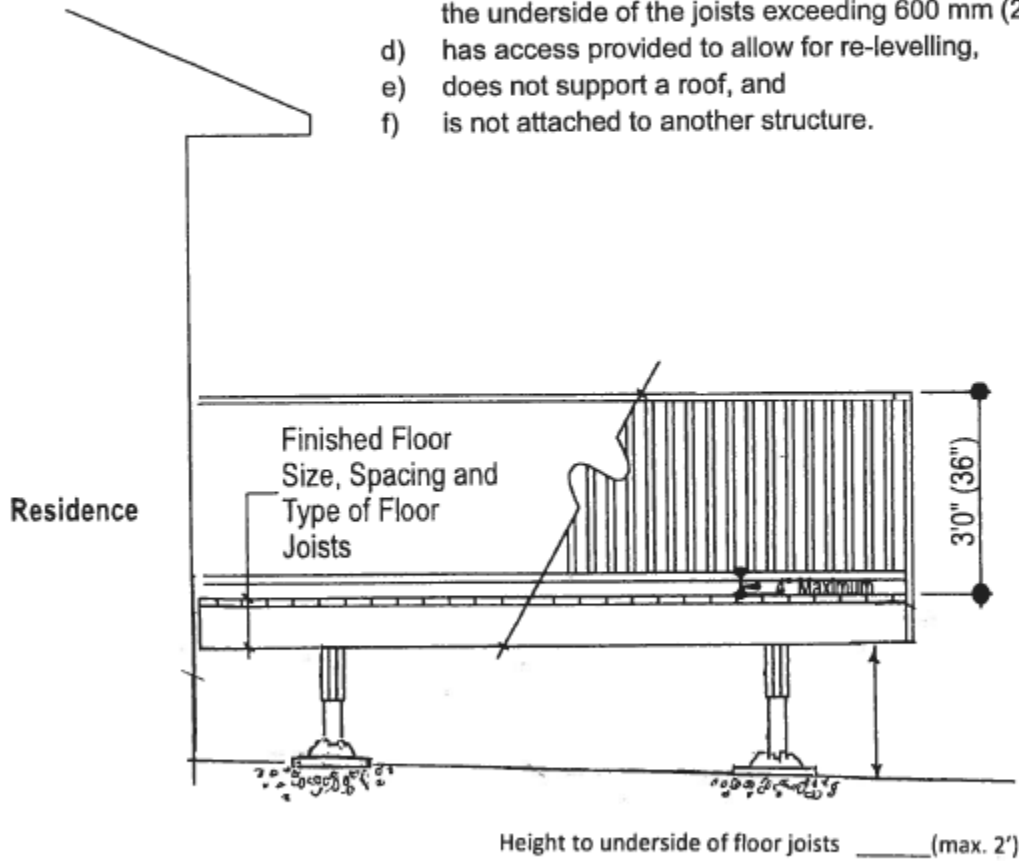 the underside of the joists exceeding 600 mm (2
d) has access provided to allow for re-levelling,
e) does not support a roof, and
f) is not attached to another structure.
Finished Floor
Size, Spacing and
Type of Floor
Joists
Residence
3'0" (36")
4" Maximum
Height to underside of floor joists ______(max. 2')